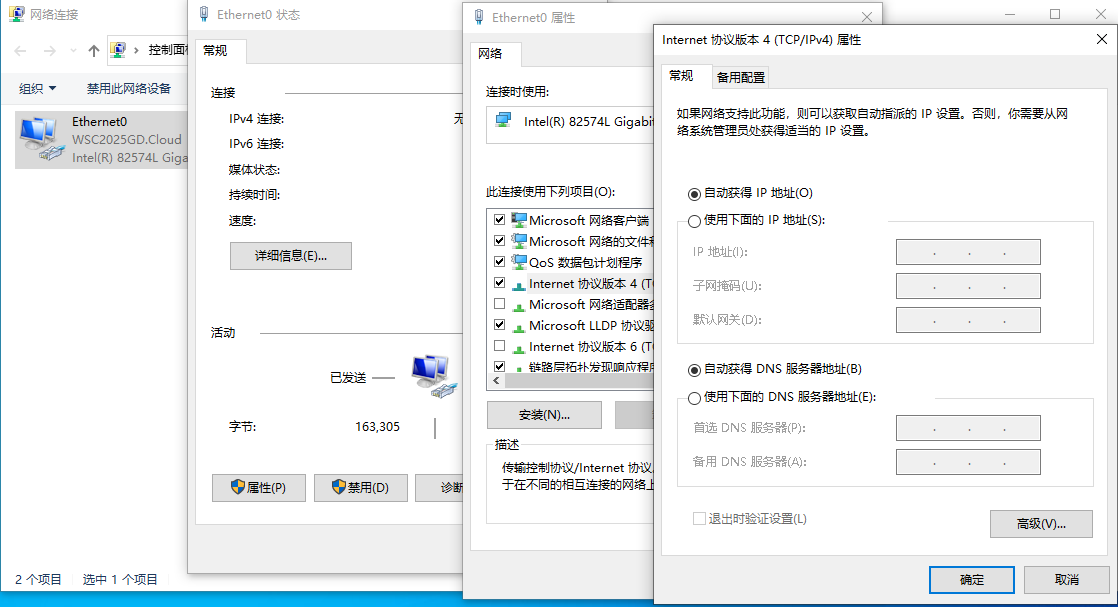 网络连接
控制面板
组织
禁用此网络设备
Ethernet0
WSC2025GD.Cloud
Intel(R) 82574L Giga
2 个项目
选中 1 个项目
Ethernet0 状态
常规
连接
IPv4 连接:
无
IPv6 连接:
媒体状态:
持续时间:
速度:
详细信息(E)...
活动
已发送
字节:
163,305
属性(P)
禁用(D)
诊断
Ethernet0 属性
网络
连接时使用:
Intel(R) 82574L Gigabi
此连接使用下列项目(O):
Microsoft 网络客户端
Microsoft 网络的文件和
QoS 数据包计划程序
Internet 协议版本 4 (T
Microsoft 网络适配器多
Microsoft LLDP 协议驱
Internet 协议版本 6 (T
链路层拓扑发现响应程序
安装(N)...
描述
传输控制协议/Internet 协议
于在不同的相互连接的网络上
Internet 协议版本 4 (TCP/IPv4) 属性
常规
备用配置
如果网络支持此功能，则可以获取自动指派的 IP 设置。否则，你需要从网
络系统管理员处获得适当的 IP 设置。
自动获得 IP 地址(O)
使用下面的 IP 地址(S):
IP 地址(I):
子网掩码(U):
默认网关(D):
自动获得 DNS 服务器地址(B)
使用下面的 DNS 服务器地址(E):
首选 DNS 服务器(P):
备用 DNS 服务器(A):
退出时验证设置(L)
高级(V)...
确定
取消